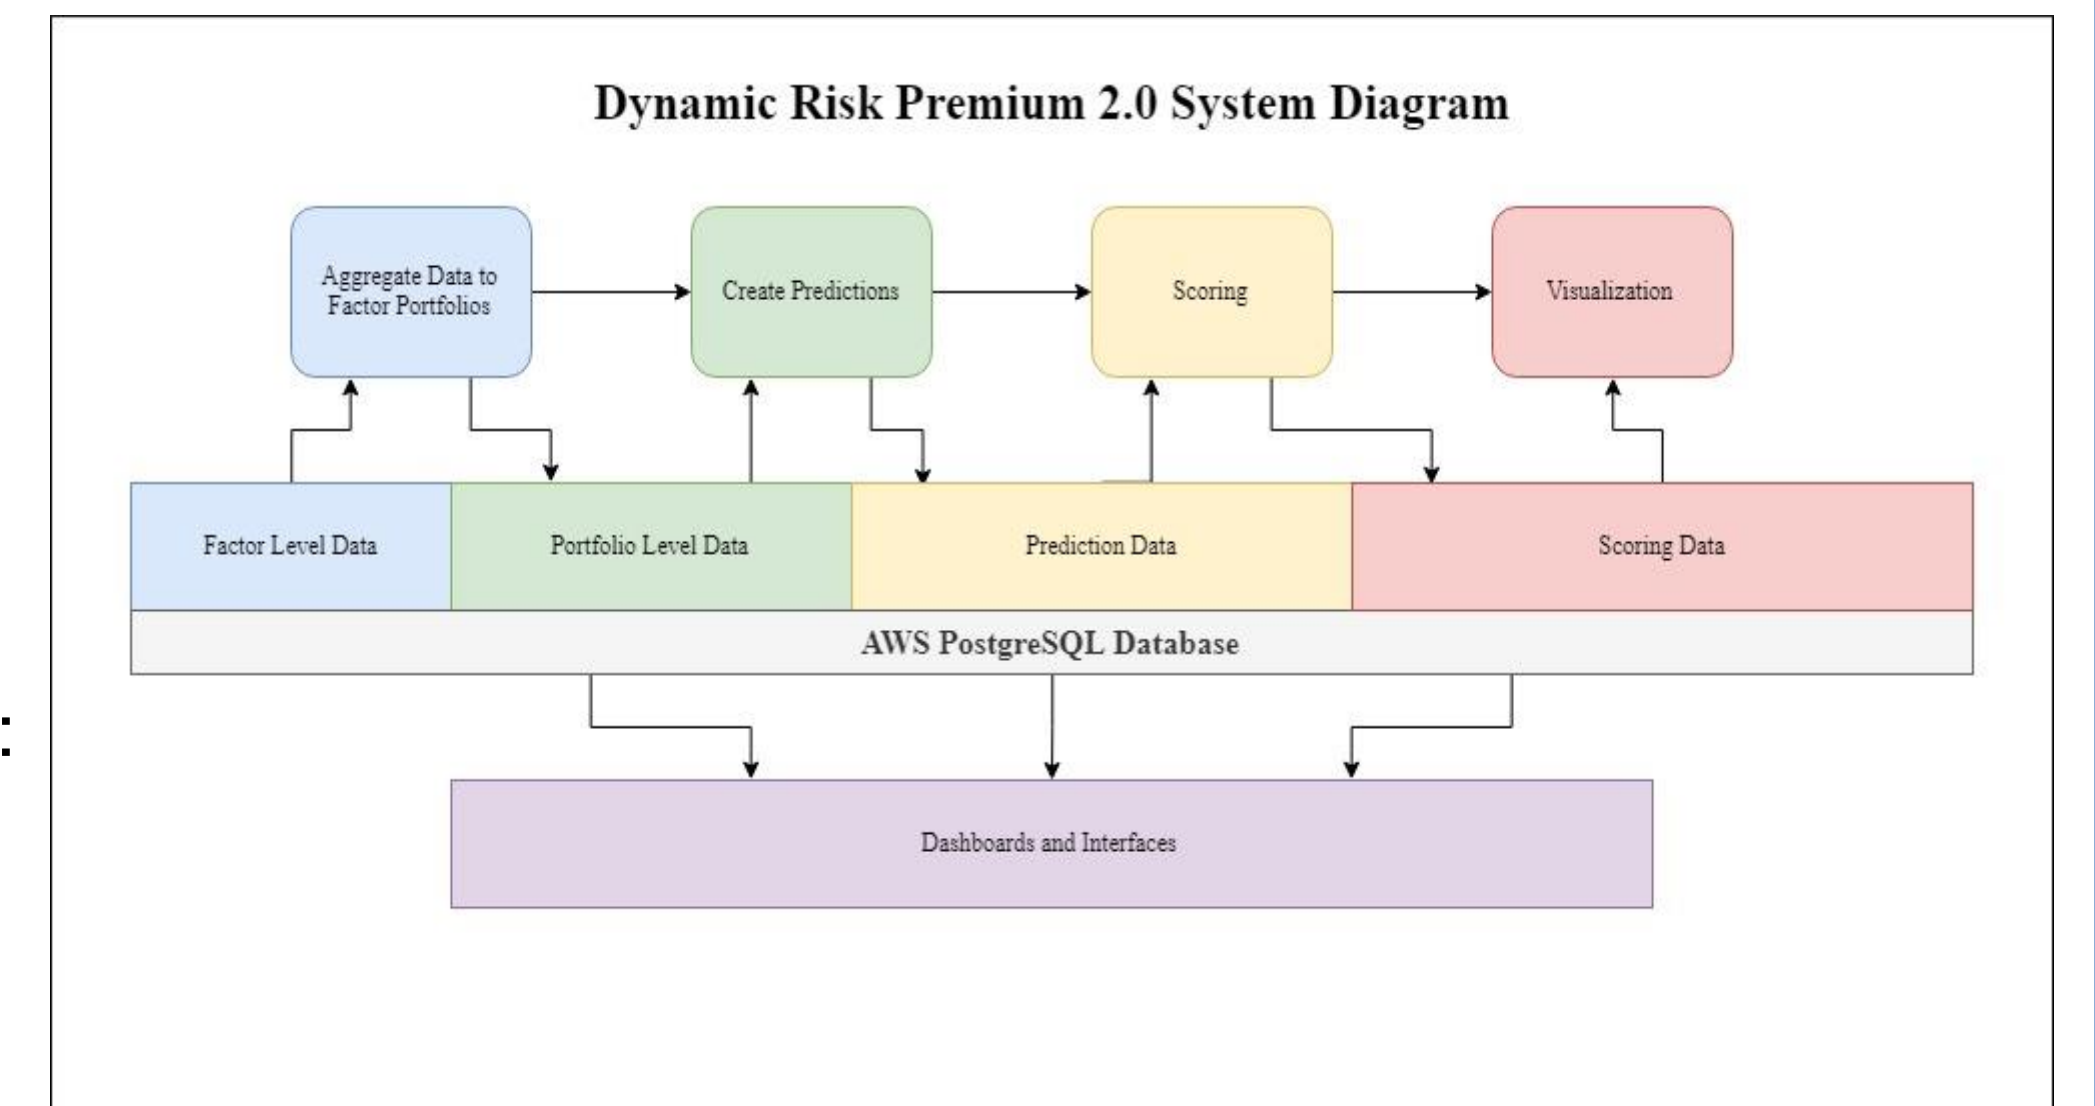 Dynamic Risk Premium 2.0 System Diagram
Aggregate Data to
Factor Portfolios
Create Predictions
Scoring
Visualization
Factor Level Data
Portfolio Level Data
Prediction Data
Scoring Data
AWS PostgreSQL Database
Dashboards and Interfaces